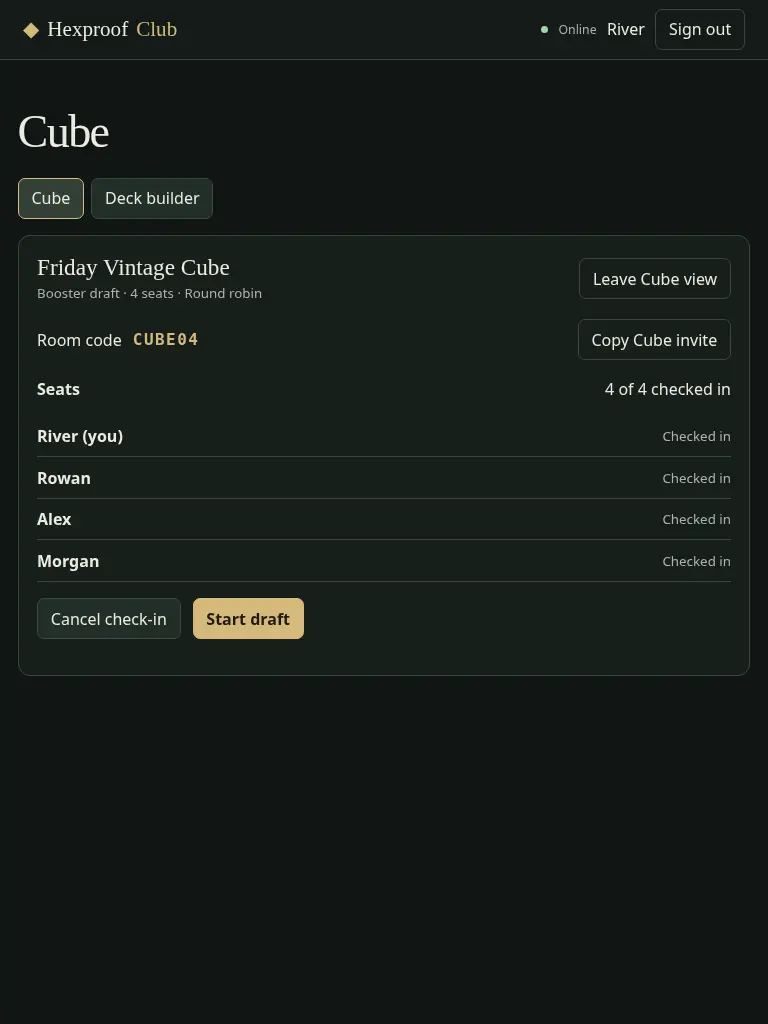 Hexproof Club
Online River Sign out
Cube
Cube Deck builder
Friday Vintage Cube
Booster draft · 4 seats · Round robin
Leave Cube view
Room code CUBE04
Copy Cube invite
Seats 4 of 4 checked in
River (you) Checked in
Rowan Checked in
Alex Checked in
Morgan Checked in
Cancel check-in Start draft